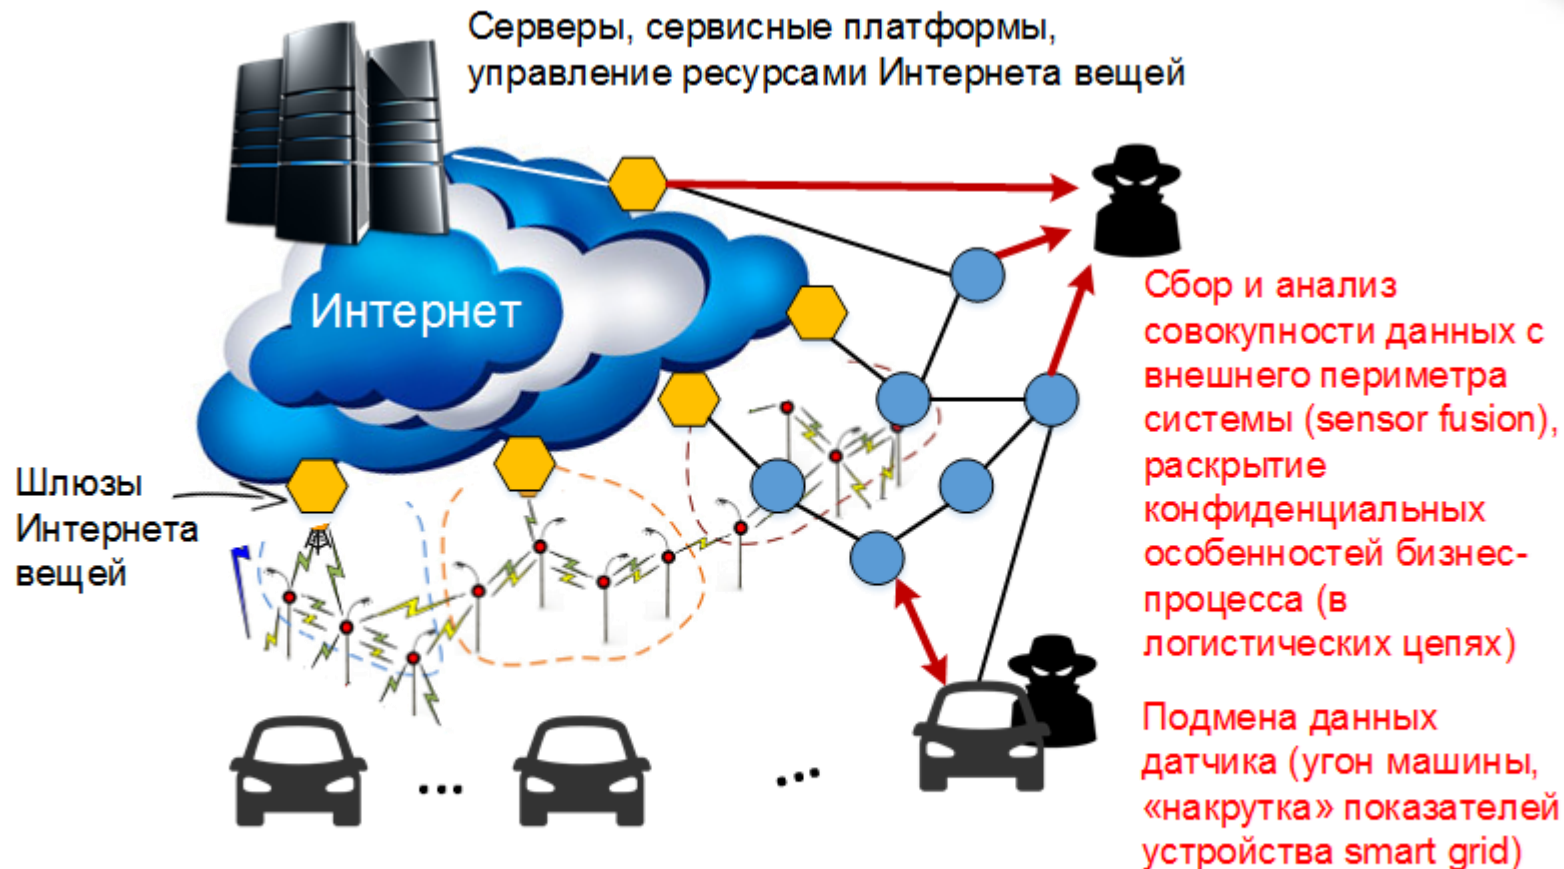 Серверы, сервисные платформы,
управление ресурсами Интернета вещей
Интернет
Шлюзы
Интернета
вещей
Сбор и анализ
совокупности данных с
внешнего периметра
системы (sensor fusion),
раскрытие
конфиденциальных
особенностей бизнес-
процесса (в
логистических цепях)
Подмена данных
датчика (угон машины,
«накрутка» показателей
устройства smart grid)
...
...